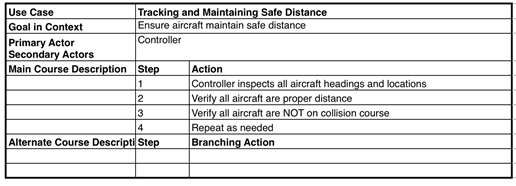 Use Case Tracking and Maintaining Safe Distance
Goal in Context Ensure aircraft maintain safe distance
Primary Actor Controller
Secondary Actors
Main Course Description Step Action
1 Controller inspects all aircraft headings and locations
2 Verify all aircraft are proper distance
3 Verify all aircraft are NOT on collision course
4 Repeat as needed
Alternate Course Descripti Step Branching Action